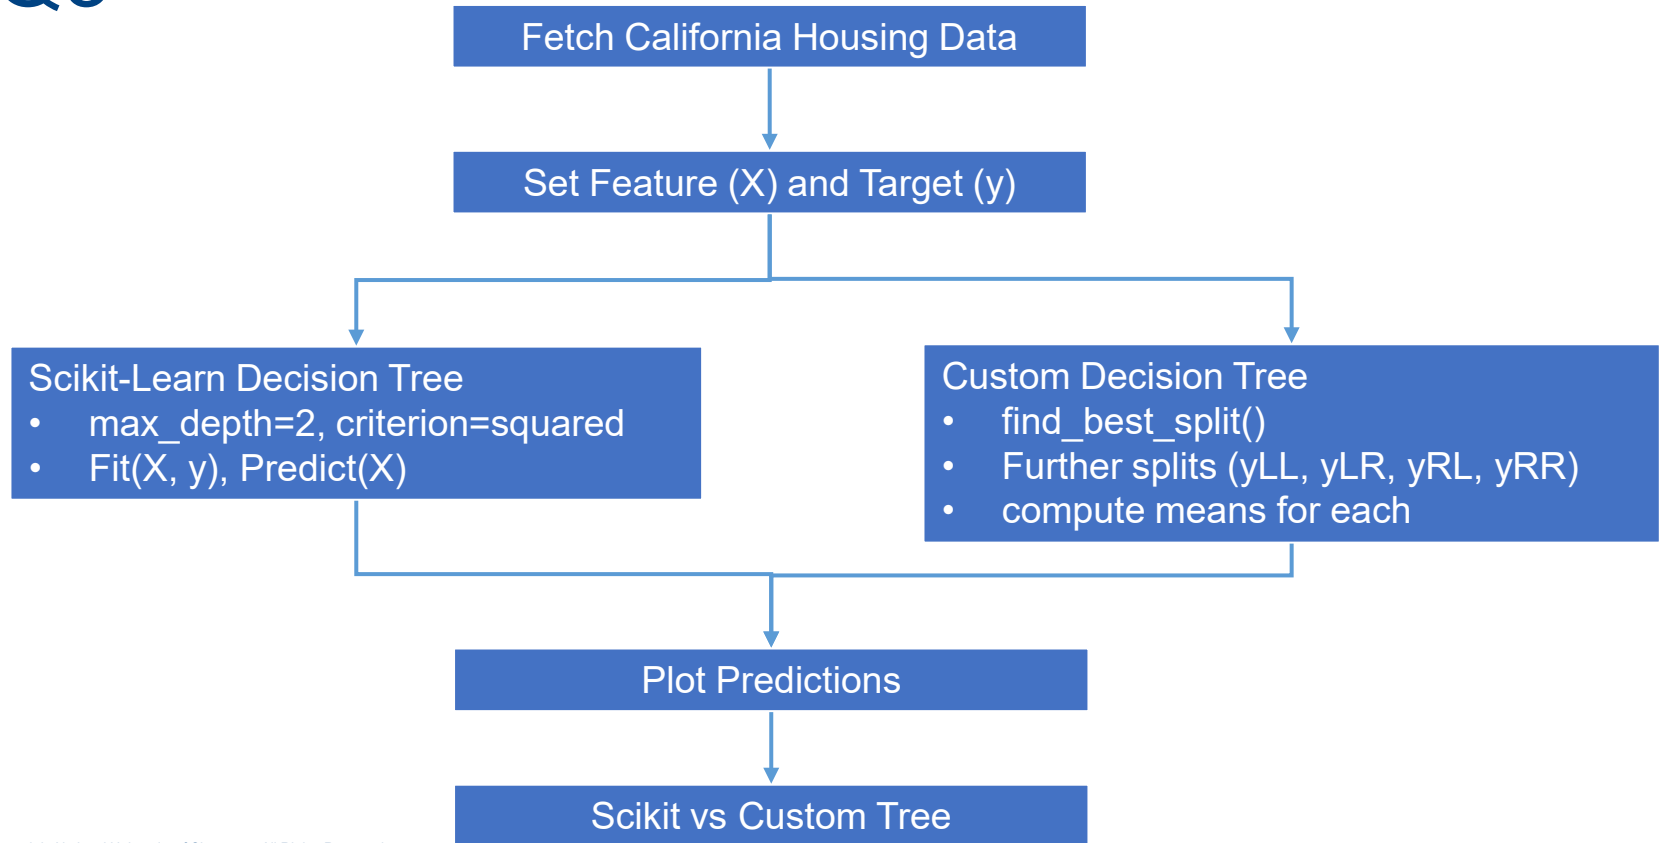 Fetch California Housing Data
Set Feature (X) and Target (y)
Scikit-Learn Decision Tree
• max_depth=2, criterion=squared
• Fit(X, y), Predict(X)
Custom Decision Tree
• find_best_split()
• Further splits (yLL, yLR, yRL, yRR)
• compute means for each
Plot Predictions
Scikit vs Custom Tree